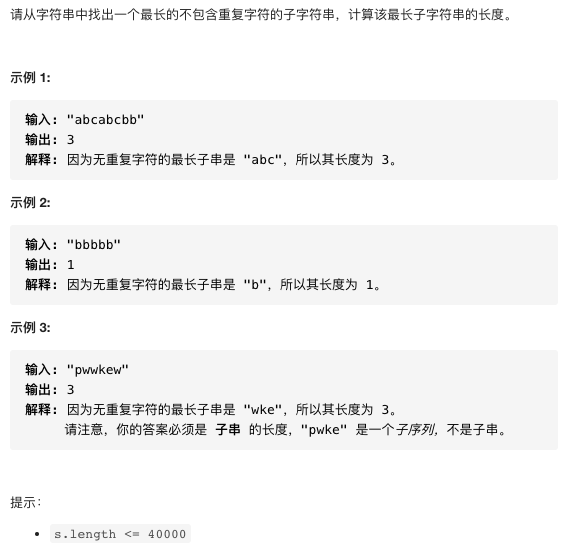 请从字符串中找出一个最长的不包含重复字符的子字符串，计算该最长子字符串的长度。
示例 1:
输入: "abcabcbb"
输出: 3
解释: 因为无重复字符的最长子串是 "abc"，所以其长度为 3。
示例 2:
输入: "bbbbb"
输出: 1
解释: 因为无重复字符的最长子串是 "b"，所以其长度为 1。
示例 3:
输入: "pwwkew"
输出: 3
解释: 因为无重复字符的最长子串是 "wke"，所以其长度为 3。
请注意，你的答案必须是 子串 的长度，"pwke" 是一个子序列，不是子串。
提示：
• s.length <= 40000